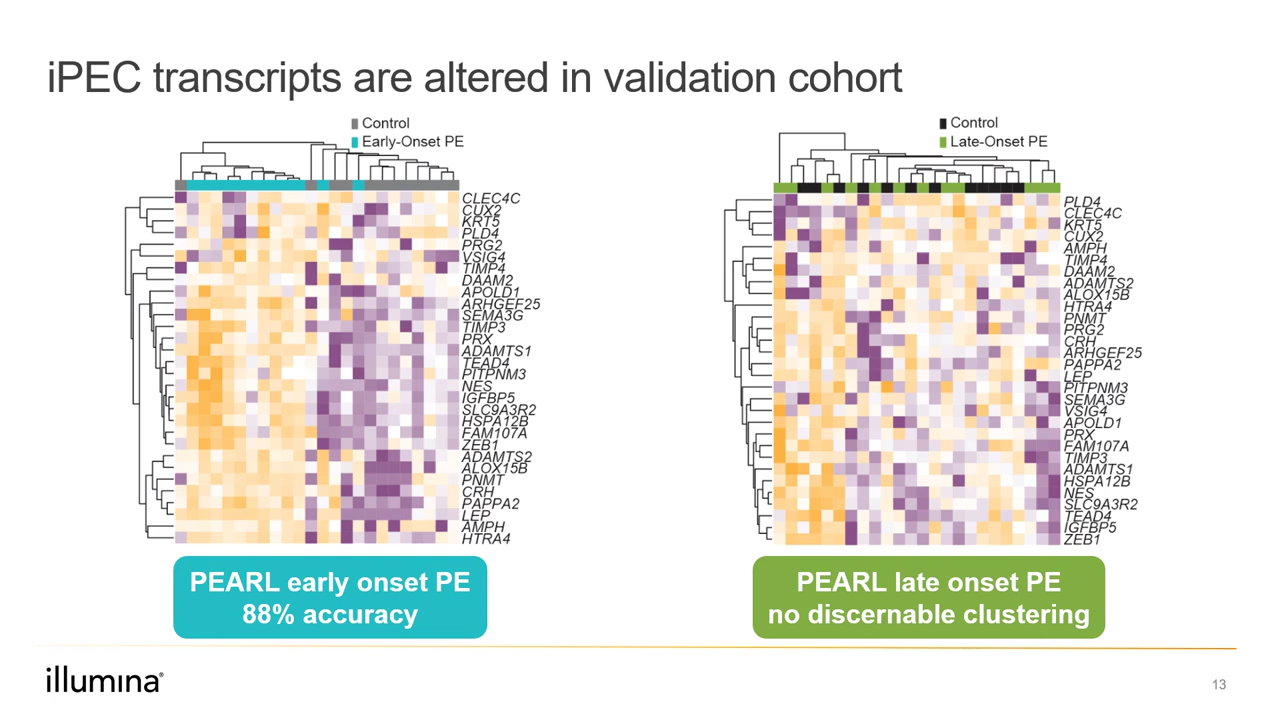 iPEC transcripts are altered in validation cohort
Control
Early-Onset PE
CLEC4C
CUX2
KRT5
PLD4
PRG2
VSIG4
TIMP4
DAAM2
APOLD1
ARHGEF25
SEMA3G
TIMP3
PRX
ADAMTS1
TEAD4
PITPNM3
NES
IGFBP5
SLC9A3R2
HSPA12B
FAM107A
ZEB1
ADAMTS2
ALOX15B
PNMT
CRH
PAPPA2
LEP
AMPH
HTRA4
PEARL early onset PE
88% accuracy
Control
Late-Onset PE
PLD4
CLEC4C
KRT5
CUX2
AMPH
TIMP4
DAAM2
ADAMTS2
ALOX15B
HTRA4
PNMT
PRG2
CRH
ARHGEF25
PAPPA2
LEP
PITPNM3
SEMA3G
VSIG4
APOLD1
PRX
FAM107A
TIMP3
ADAMTS1
HSPA12B
NES
SLC9A3R2
TEAD4
IGFBP5
ZEB1
PEARL late onset PE
no discernable clustering
illumina®
13